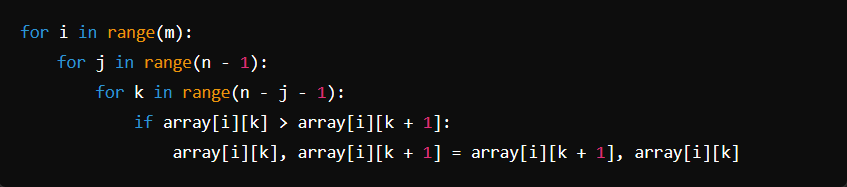 for i in range(m):
    for j in range(n - 1):
        for k in range(n - j - 1):
            if array[i][k] > array[i][k + 1]:
                array[i][k], array[i][k + 1] = array[i][k + 1], array[i][k]